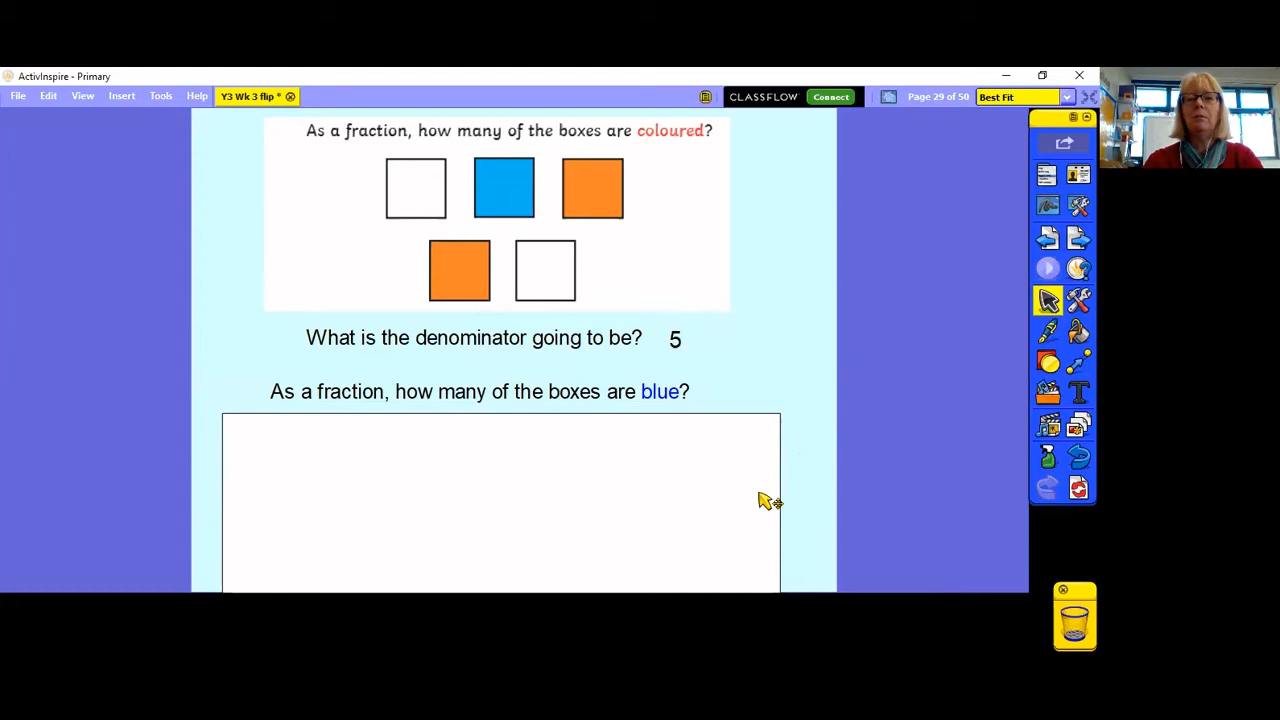 ActivInspire - Primary
File Edit View Insert Tools Help Y3 Wk 3 flip * CLASSFLOW Connect Page 29 of 50 Best Fit
As a fraction, how many of the boxes are coloured?
What is the denominator going to be? 5
As a fraction, how many of the boxes are blue?